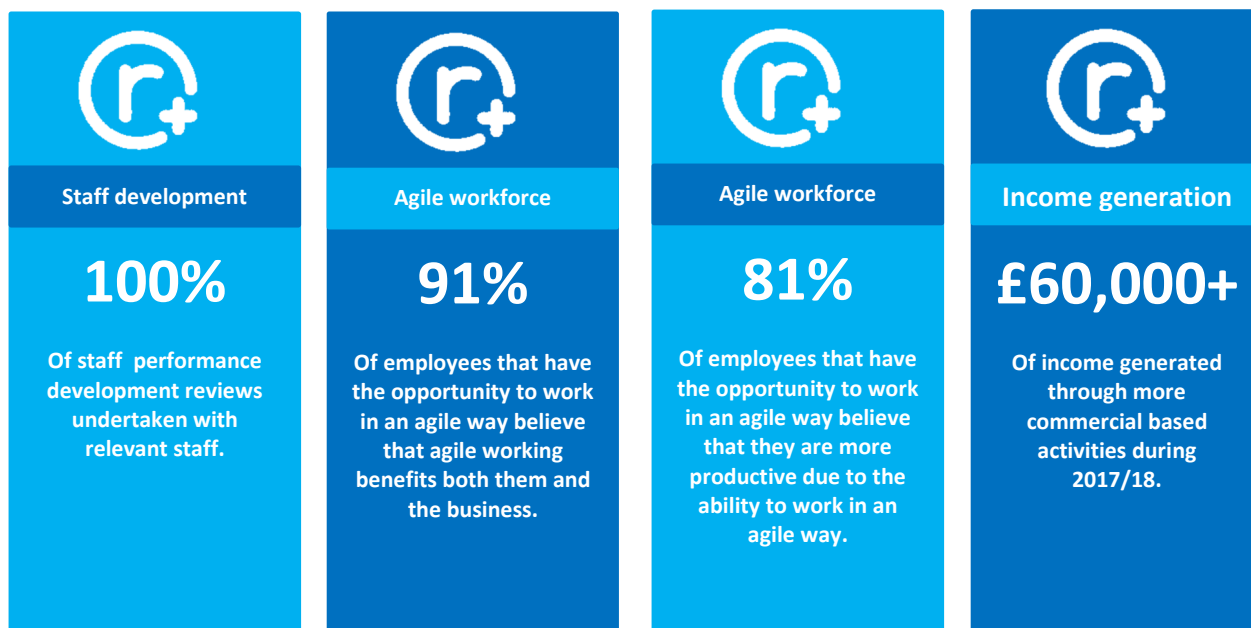 r+
Staff development
100%
Of staff performance
development reviews
undertaken with
relevant staff.
r+
Agile workforce
91%
Of employees that have
the opportunity to work
in an agile way believe
that agile working
benefits both them and
the business.
r+
Agile workforce
81%
Of employees that have
the opportunity to work
in an agile way believe
that they are more
productive due to the
ability to work in an
agile way.
r+
Income generation
£60,000+
Of income generated
through more
commercial based
activities during
2017/18.